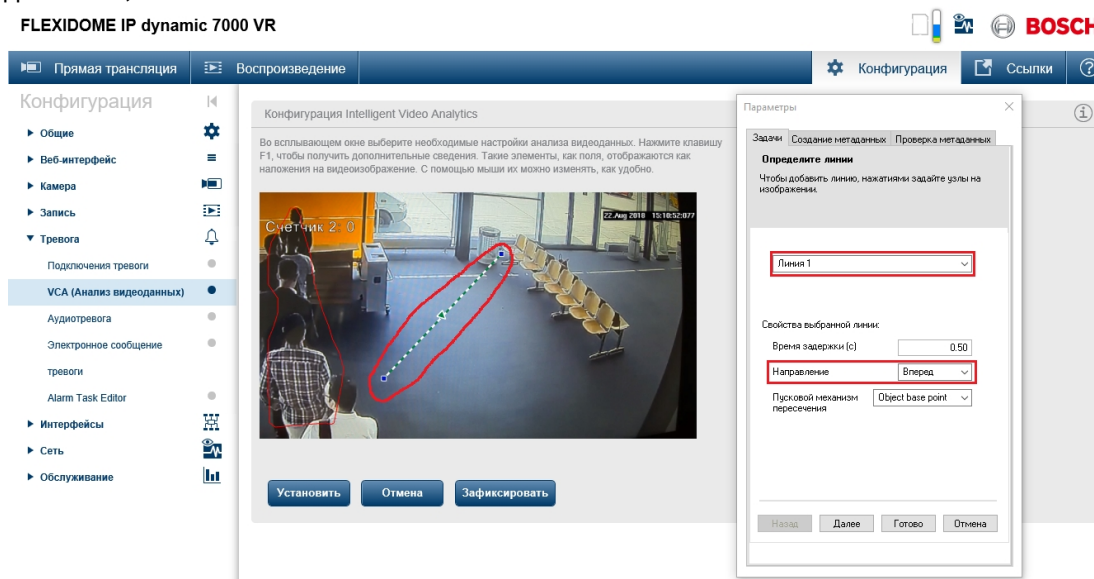 FLEXIDOME IP dynamic 7000 VR
BOSCH
Прямая трансляция
Воспроизведение
Конфигурация
Ссылки
Конфигурация
Общие
Веб-интерфейс
Камера
Запись
Тревога
Подключения тревоги
VCA (Анализ видеоданных)
Аудиотревога
Электронное сообщение
тревоги
Alarm Task Editor
Интерфейсы
Сеть
Обслуживание
Конфигурация Intelligent Video Analytics
Во всплывающем окне выберите необходимые настройки анализа видеоданных. Нажмите клавишу
F1, чтобы получить дополнительные сведения. Такие элементы, как поля, отображаются как
наложения на видеоизображение. С помощью мыши их можно изменять, как удобно.
Счетчик 2: 0
22.Aug 2018 15:10:52:077
Установить
Отмена
Зафиксировать
Параметры
Задачи
Создание метаданных
Проверка метаданных
Определите линии
Чтобы добавить линию, нажатиями задайте узлы на
изображении.
Линия 1
Свойства выбранной линии:
Время задержки (с) 0.50
Направление Вперед
Пусковой механизм Object base point
пересечения
Назад
Далее
Готово
Отмена